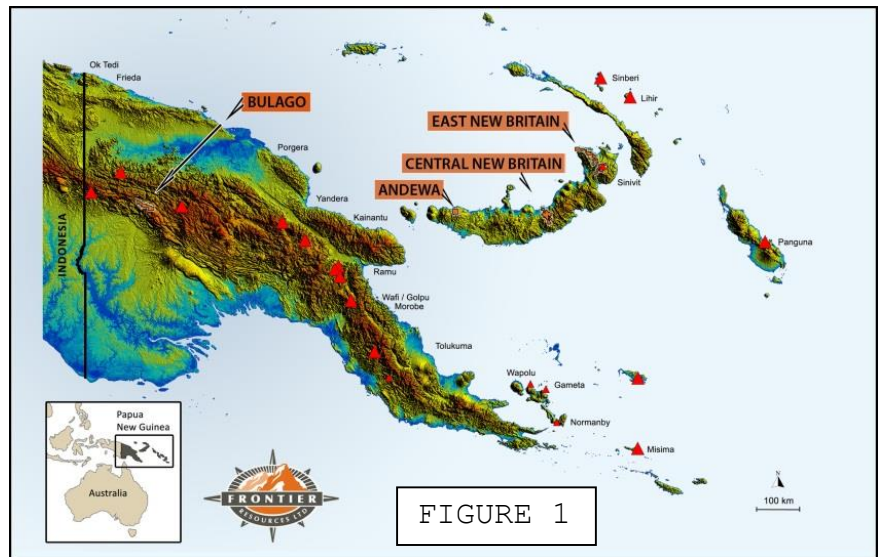 Ok Tedi
Frieda
BULAGO
Porgera
Yandera
Kainantu
Ramu
Wafi / Golpu
Morobe
Tolukuma
INDONESIA
Sinberi
Lihir
EAST NEW BRITAIN
CENTRAL NEW BRITAIN
ANDEWA
Sinivit
Panguna
Wapolu
Gameta
Normanby
Misima
Papua
New Guinea
Australia
FRONTIER
RESOURCES LTD
FIGURE 1
N
100 km